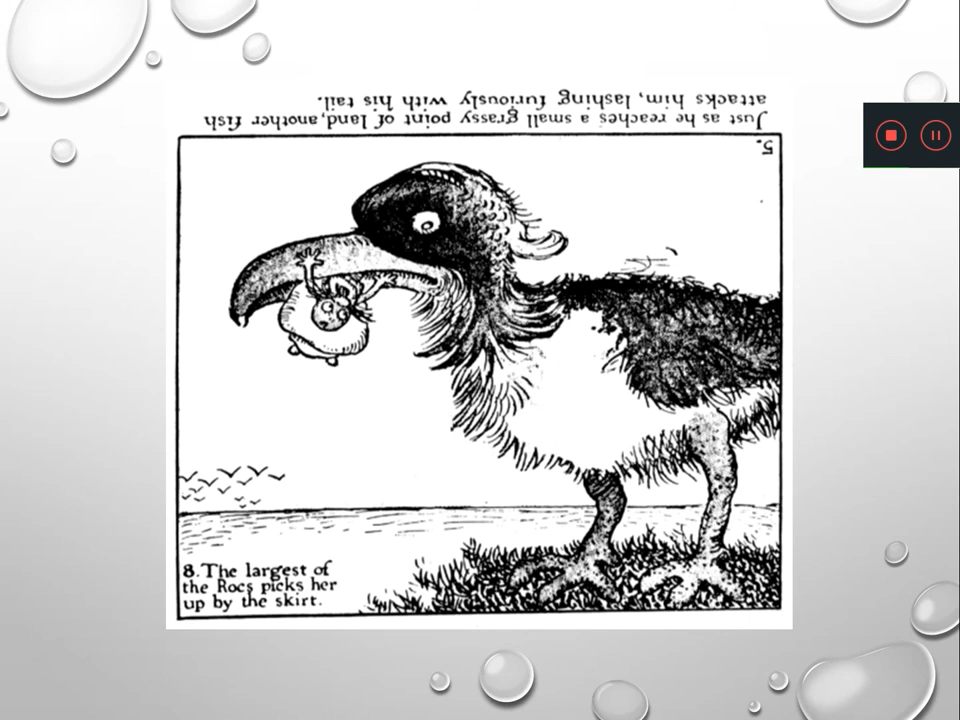 Just as he reaches a small grassy point of land, another fish
attacks him, lashing furiously with his tail.
5.
8. The largest of
the Rocs picks her
up by the skirt.